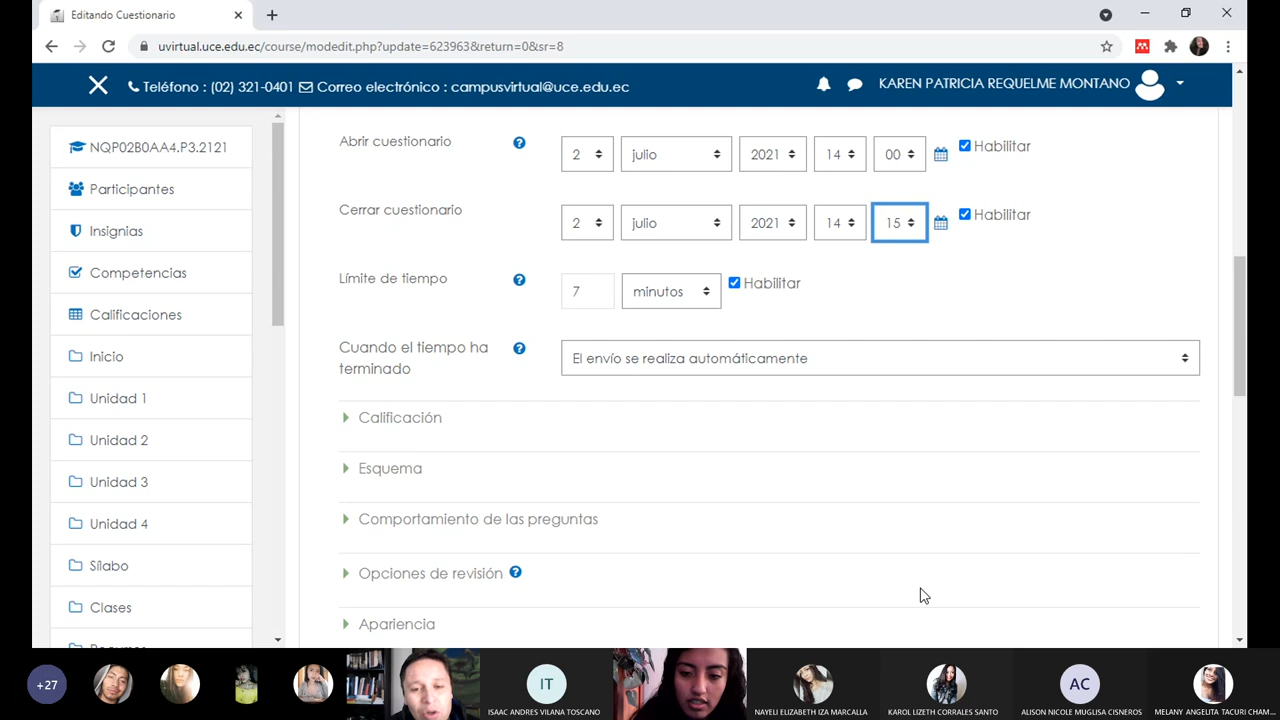 Editando Cuestionario
uvirtual.uce.edu.ec/course/modedit.php?update=623963&return=0&sr=8
Teléfono : (02) 321-0401 Correo electrónico : campusvirtual@uce.edu.ec
KAREN PATRICIA REQUELME MONTANO
NQP02B0AA4.P3.2121
Participantes
Insignias
Competencias
Calificaciones
Inicio
Unidad 1
Unidad 2
Unidad 3
Unidad 4
Sílabo
Clases
Abrir cuestionario 2 julio 2021 14 00 Habilitar
Cerrar cuestionario 2 julio 2021 14 15 Habilitar
Límite de tiempo 7 minutos Habilitar
Cuando el tiempo ha
terminado
El envío se realiza automáticamente
Calificación
Esquema
Comportamiento de las preguntas
Opciones de revisión
Apariencia
+27
IT
ISAAC ANDRES VILANA TOSCANO
NAYELI ELIZABETH IZA MARCALLA
KAROL LIZETH CORRALES SANTO
AC
ALISON NICOLE MUGLISA CISNEROS
MELANY ANGELITA TACURI CHAM...